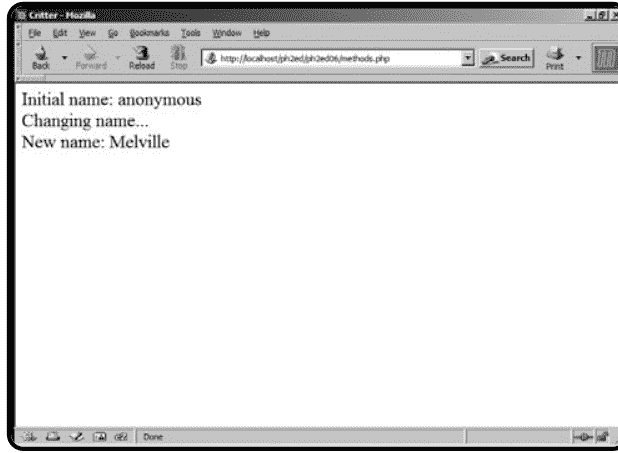 Critter - Mozilla
File Edit View Go Bookmarks Tools Window Help
Back Forward Reload Stop http://localhost/ph2ed/ph2ed06/methods.php Search Print
Initial name: anonymous
Changing name...
New name: Melville
Done